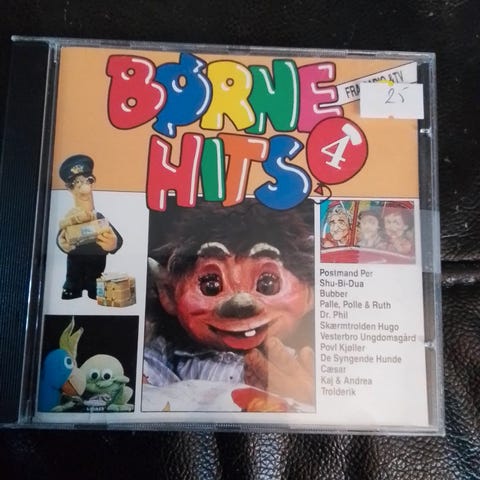 BØRNE
HITS
4
FRA RADIO & TV
25
Postmand Per
Shu-Bi-Dua
Bubber
Palle, Polle & Ruth
Dr. Phil
Skærmtrolden Hugo
Vesterbro Ungdomsgård
Povl Kjøller
De Syngende Hunde
Cæsar
Kaj & Andrea
Trolderik